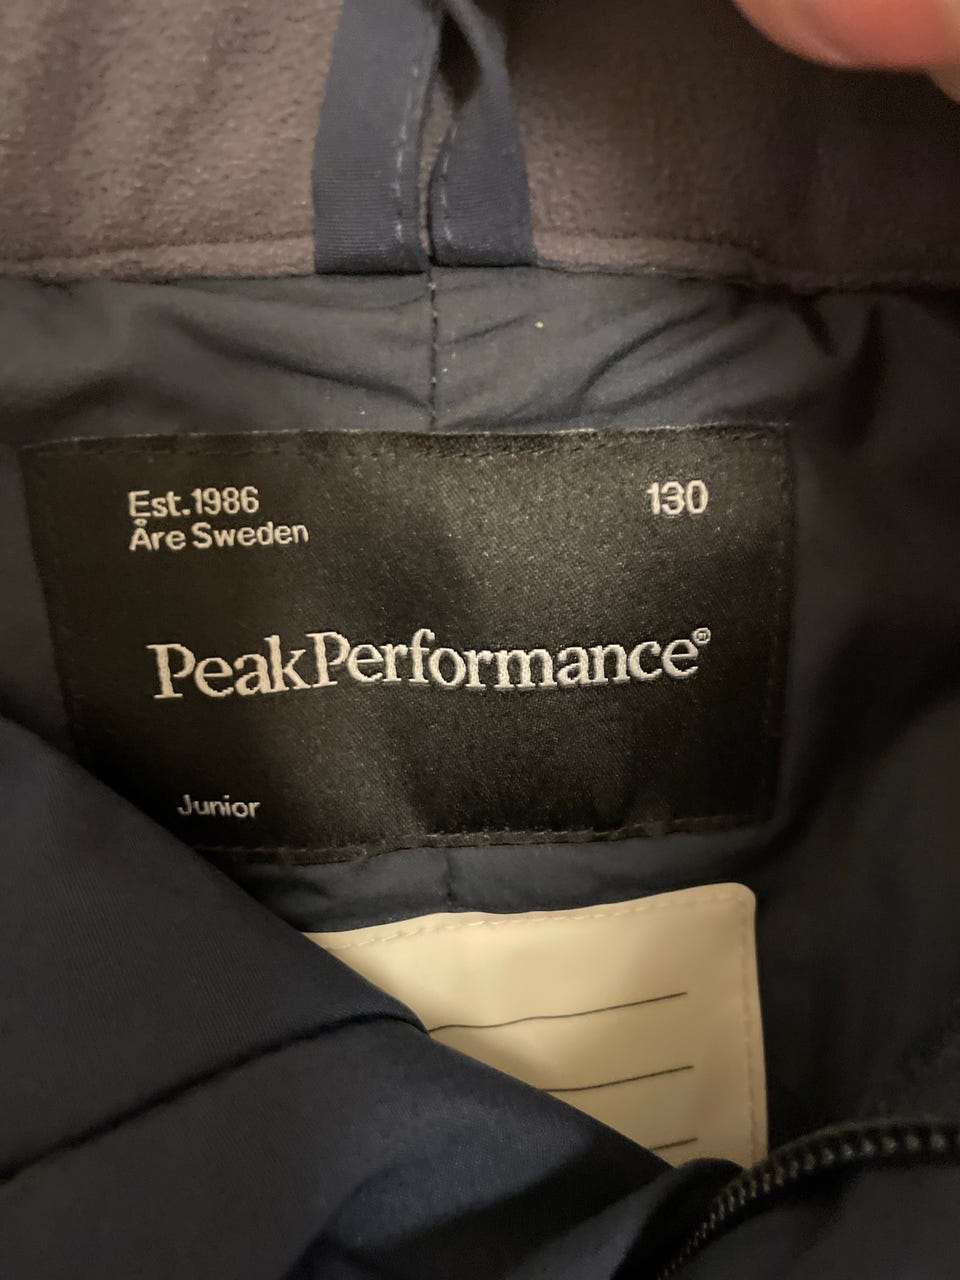 Est.1986
130
Åre Sweden
PeakPerformance®
Junior